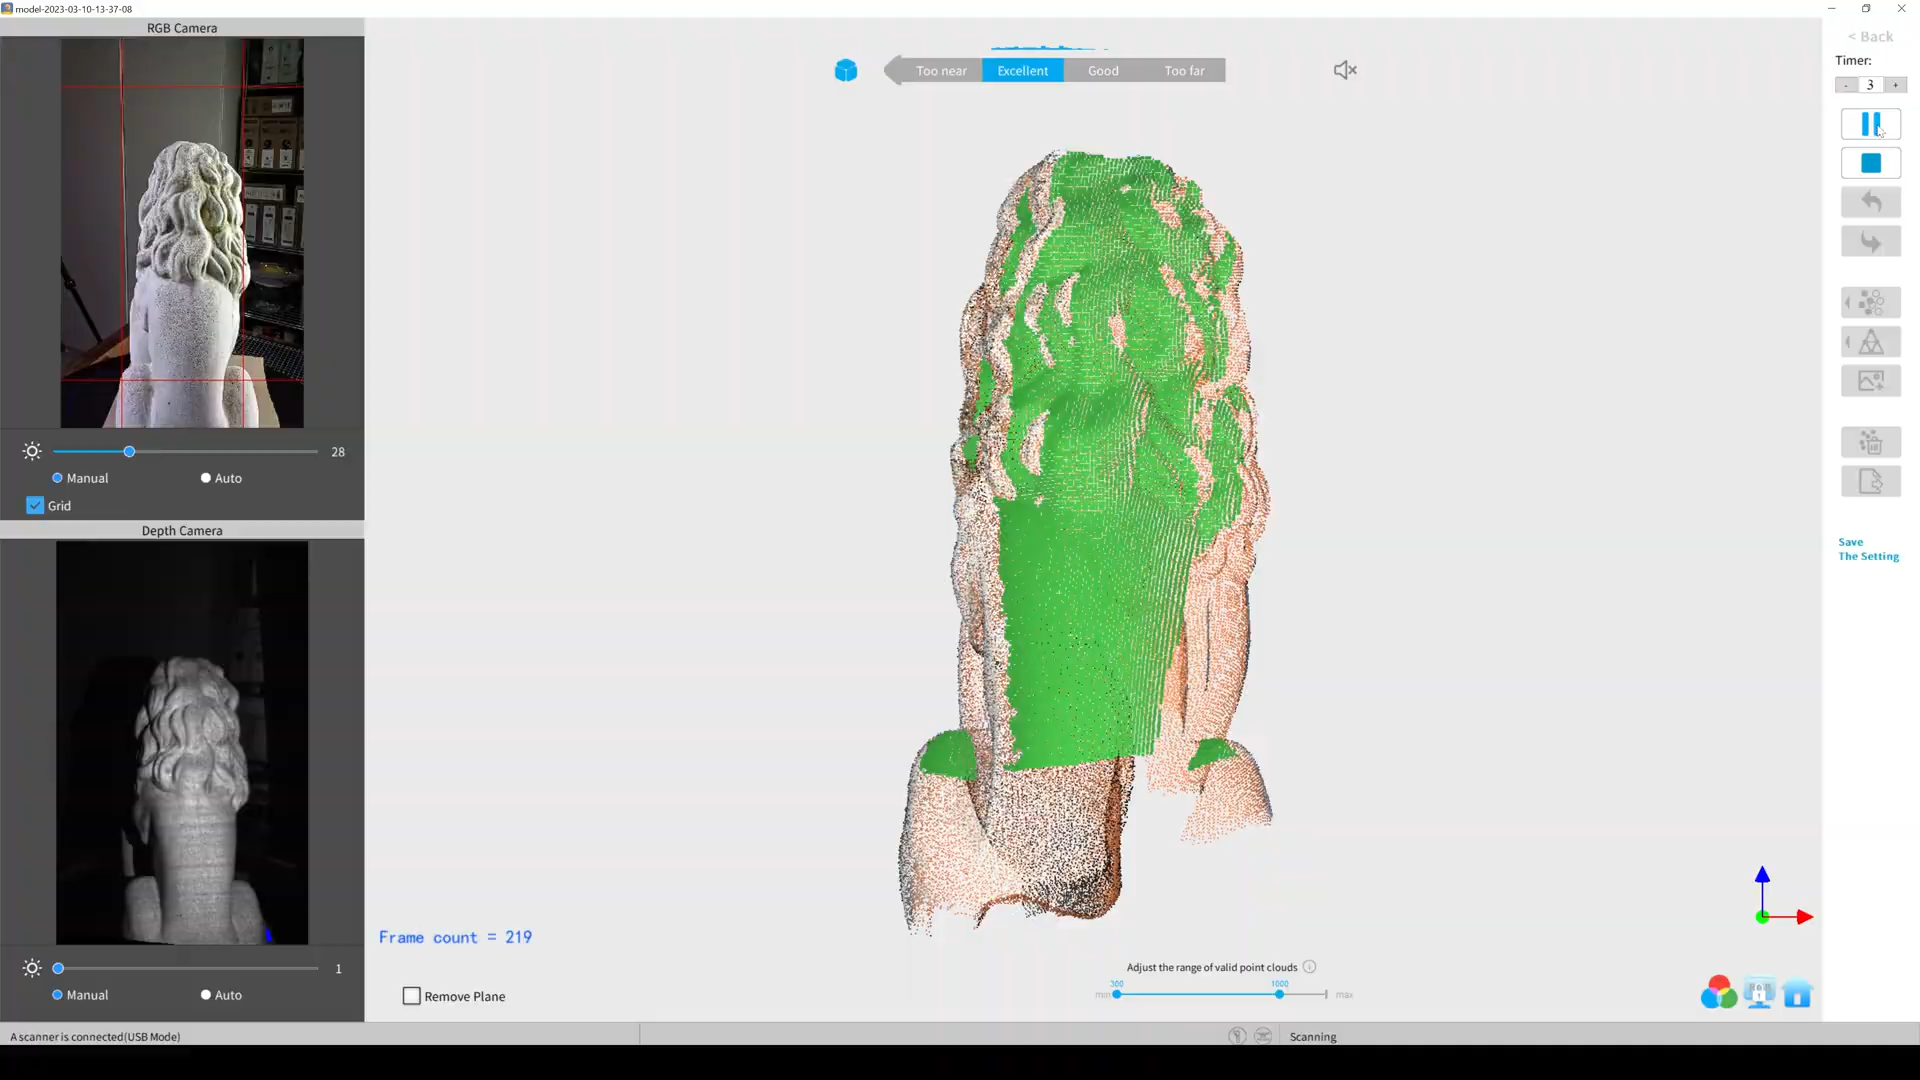 model-2023-03-10-13-37-08
RGB Camera
28
Manual
Auto
Grid
Depth Camera
1
Manual
Auto
Too near
Excellent
Good
Too far
Frame count = 219
Remove Plane
Adjust the range of valid point clouds
300
1000
min
max
< Back
Timer:
- 3 +
Save
The Setting
A scanner is connected(USB Mode)
Scanning